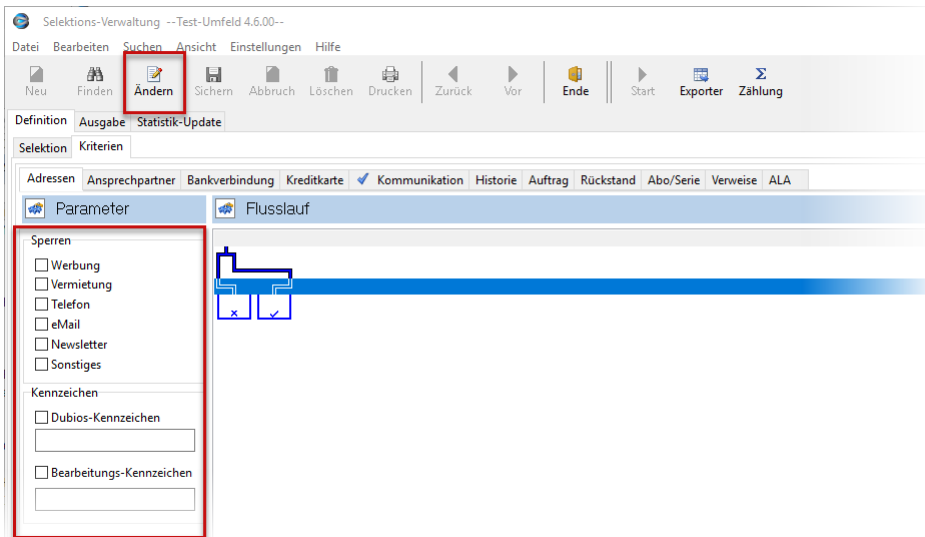 Selektions-Verwaltung --Test-Umfeld 4.6.00--
Datei Bearbeiten Suchen Ansicht Einstellungen Hilfe
Neu Finden Ändern Sichern Abbruch Löschen Drucken Zurück Vor Ende Start Exporter Zählung
Definition Ausgabe Statistik-Update
Selektion Kriterien
Adressen Ansprechpartner Bankverbindung Kreditkarte Kommunikation Historie Auftrag Rückstand Abo/Serie Verweise ALA
Parameter Flusslauf
Sperren
Werbung
Vermietung
Telefon
eMail
Newsletter
Sonstiges
Kennzeichen
Dubios-Kennzeichen
Bearbeitungs-Kennzeichen